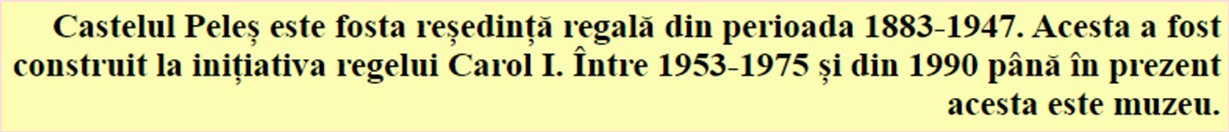 Castelul Peleș este fosta reședință regală din perioada 1883-1947. Acesta a fost
construit la inițiativa regelui Carol I. Între 1953-1975 și din 1990 până în prezent
acesta este muzeu.